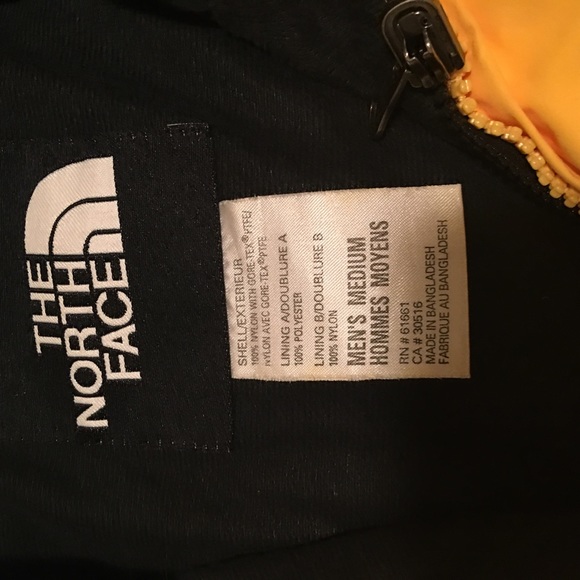 THE
NORTH
FACE
SHELL/EXTERIEUR
100% NYLON WITH GORE-TEX®PTFE/
NYLON AVEC GORE-TEX®PTFE
LINING A/DOUBLURE A
100% POLYESTER
LINING B/DOUBLURE B
100% NYLON
MEN'S MEDIUM
HOMMES MOYENS
RN # 61661
CA # 30516
MADE IN BANGLADESH
FABRIQUE AU BANGLADESH